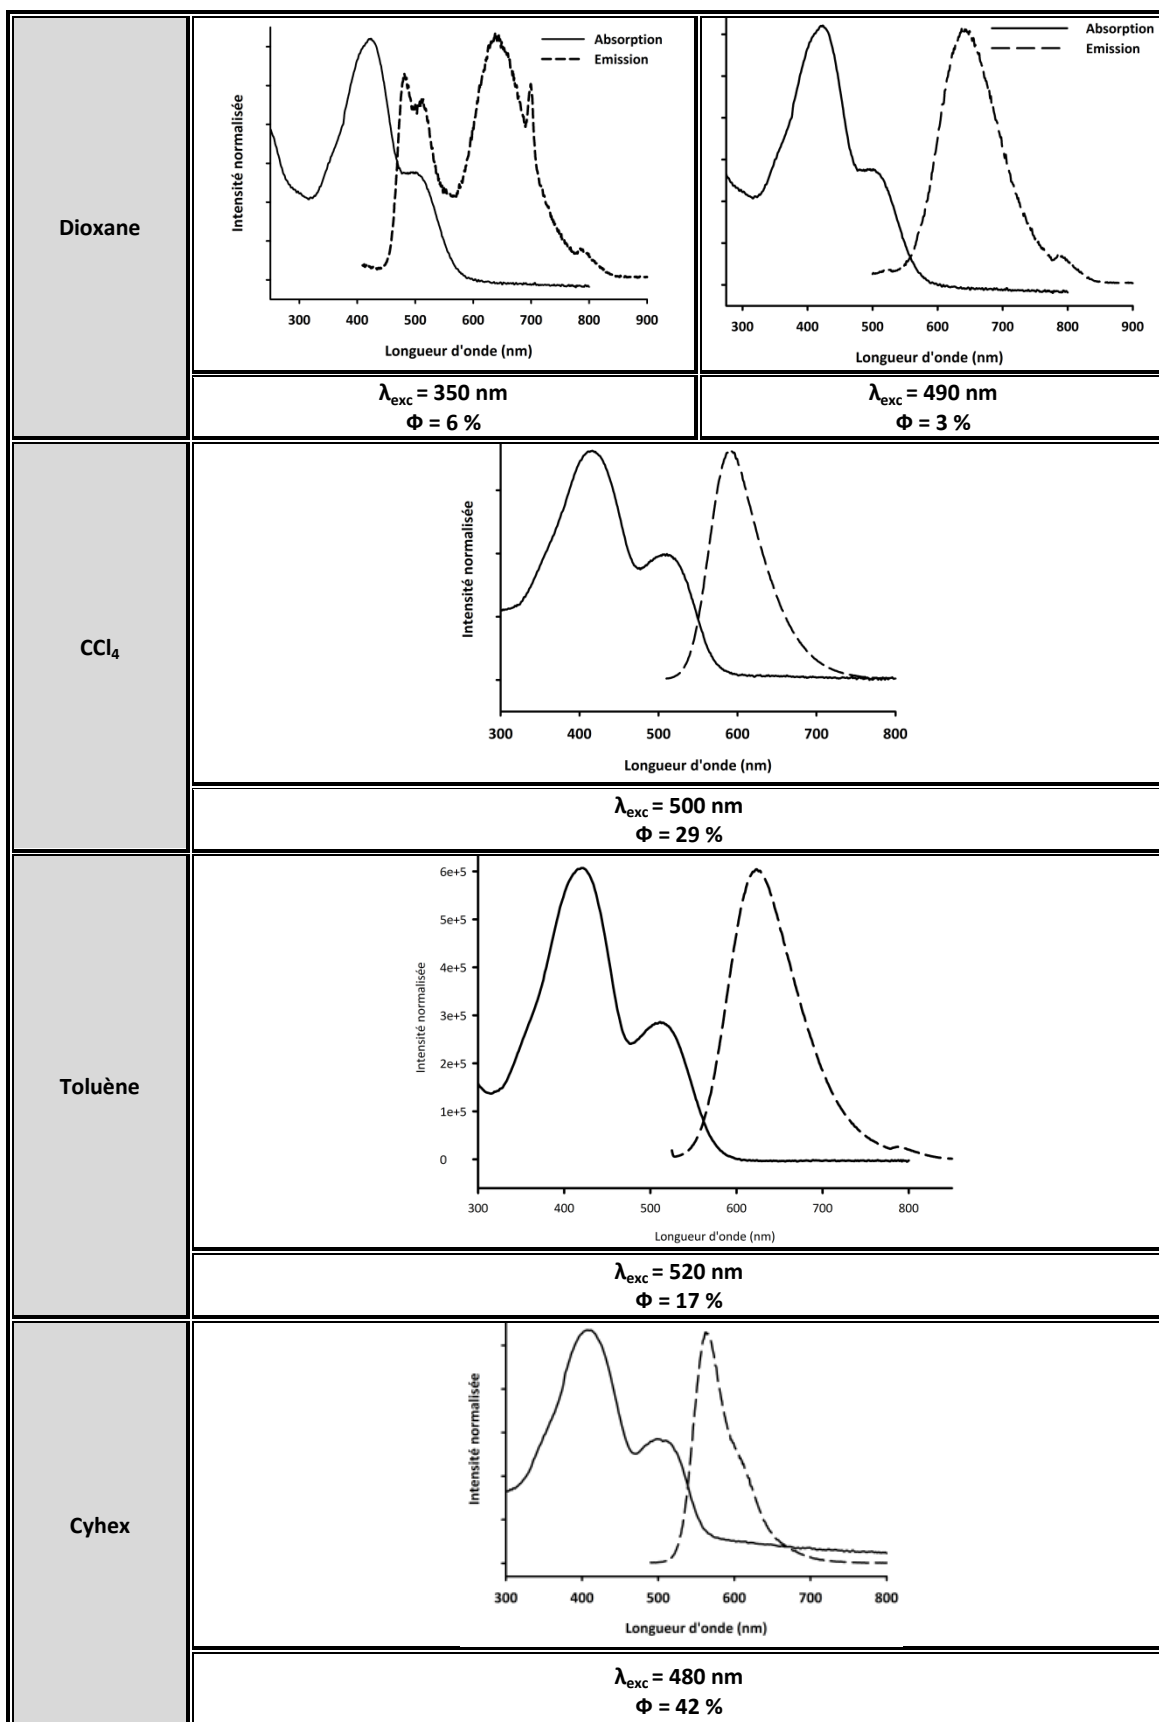 Dioxane
Intensité normalisée
Absorption
Emission
300 400 500 600 700 800 900
Longueur d'onde (nm)
Intensité normalisée
Absorption
Emission
300 400 500 600 700 800 900
Longueur d'onde (nm)
λexc = 350 nm
Φ = 6 %
λexc = 490 nm
Φ = 3 %
CCl4
Intensité normalisée
300 400 500 600 700 800
Longueur d'onde (nm)
λexc = 500 nm
Φ = 29 %
Toluène
Intensité normalisée
6e+5
5e+5
4e+5
3e+5
2e+5
1e+5
0
300 400 500 600 700 800
Longueur d'onde (nm)
λexc = 520 nm
Φ = 17 %
Cyhex
Intensité normalisée
300 400 500 600 700 800
Longueur d'onde (nm)
λexc = 480 nm
Φ = 42 %